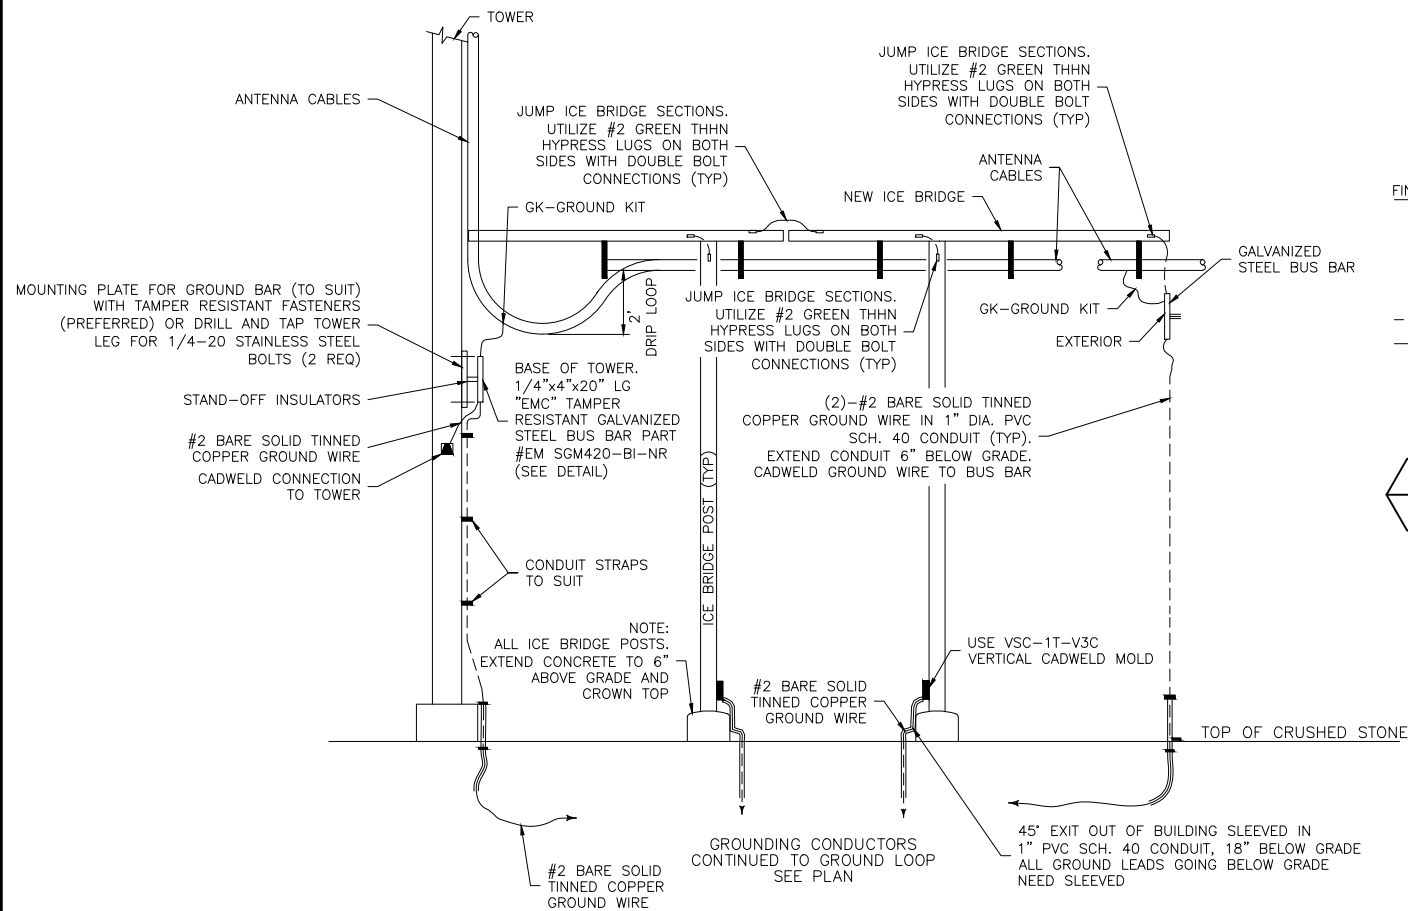 TOWER
ANTENNA CABLES
JUMP ICE BRIDGE SECTIONS.
UTILIZE #2 GREEN THHN
HYPRESS LUGS ON BOTH
SIDES WITH DOUBLE BOLT
CONNECTIONS (TYP)
JUMP ICE BRIDGE SECTIONS.
UTILIZE #2 GREEN THHN
HYPRESS LUGS ON BOTH
SIDES WITH DOUBLE BOLT
CONNECTIONS (TYP)
ANTENNA
CABLES
NEW ICE BRIDGE
GK-GROUND KIT
GALVANIZED
STEEL BUS BAR
MOUNTING PLATE FOR GROUND BAR (TO SUIT)
WITH TAMPER RESISTANT FASTENERS
(PREFERRED) OR DRILL AND TAP TOWER
LEG FOR 1/4-20 STAINLESS STEEL
BOLTS (2 REQ)
2'
DRIP LOOP
JUMP ICE BRIDGE SECTIONS.
UTILIZE #2 GREEN THHN
HYPRESS LUGS ON BOTH
SIDES WITH DOUBLE BOLT
CONNECTIONS (TYP)
GK-GROUND KIT
EXTERIOR
STAND-OFF INSULATORS
BASE OF TOWER.
1/4"x4"x20" LG
"EMC" TAMPER
RESISTANT GALVANIZED
STEEL BUS BAR PART
#EM SGM420-BI-NR
(SEE DETAIL)
#2 BARE SOLID TINNED
COPPER GROUND WIRE
CADWELD CONNECTION
TO TOWER
(2)-#2 BARE SOLID TINNED
COPPER GROUND WIRE IN 1" DIA. PVC
SCH. 40 CONDUIT (TYP).
EXTEND CONDUIT 6" BELOW GRADE.
CADWELD GROUND WIRE TO BUS BAR
ICE BRIDGE POST (TYP)
CONDUIT STRAPS
TO SUIT
NOTE:
ALL ICE BRIDGE POSTS.
EXTEND CONCRETE TO 6"
ABOVE GRADE AND
CROWN TOP
USE VSC-1T-V3C
VERTICAL CADWELD MOLD
#2 BARE SOLID
TINNED COPPER
GROUND WIRE
TOP OF CRUSHED STONE
GROUNDING CONDUCTORS
CONTINUED TO GROUND LOOP
SEE PLAN
45° EXIT OUT OF BUILDING SLEEVED IN
1" PVC SCH. 40 CONDUIT, 18" BELOW GRADE
ALL GROUND LEADS GOING BELOW GRADE
NEED SLEEVED
#2 BARE SOLID
TINNED COPPER
GROUND WIRE